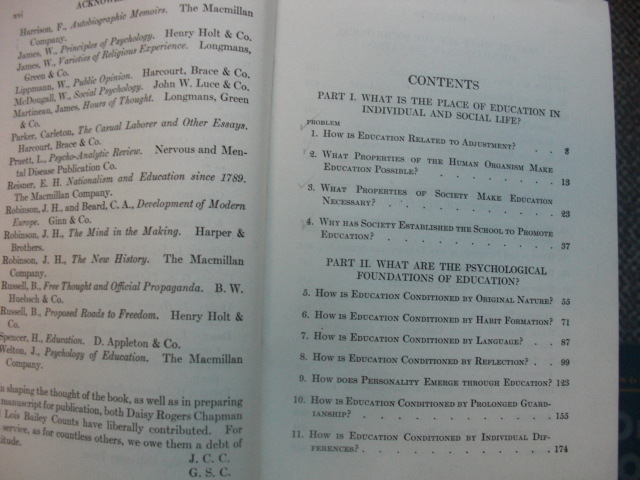 xvi ACKNOWLE
Harrison, F., Autobiographic Memoirs. The Macmillan
Company.
James, W., Principles of Psychology. Henry Holt & Co.
James, W., Varieties of Religious Experience. Longmans,
Green & Co.
Lippmann, W., Public Opinion. Harcourt, Brace & Co.
McDougall, W., Social Psychology. John W. Luce & Co.
Martineau, James, Hours of Thought. Longmans, Green
Parker, Carleton, The Casual Laborer and Other Essays.
Harcourt, Brace & Co.
Pruett, L., Psycho-Analytic Review. Nervous and Men-
tal Disease Publication Co.
Reisner, E. H. Nationalism and Education since 1789.
The Macmillan Company.
Robinson, J. H., and Beard, C. A., Development of Modern
Europe. Ginn & Co.
Robinson, J. H., The Mind in the Making. Harper &
Brothers.
Robinson, J. H., The New History. The Macmillan
Company.
Russell, B., Free Thought and Official Propaganda. B. W.
Huebsch & Co.
Russell, B., Proposed Roads to Freedom. Henry Holt &
Co.
Spencer, H., Education. D. Appleton & Co.
Welton, J., Psychology of Education. The Macmillan
Company.
n shaping the thought of the book, as well as in preparing
manuscript for publication, both Daisy Rogers Chapman
Lois Bailey Counts have liberally contributed. For
service, as for countless others, we owe them a debt of
titude.
J. C. C.
G. S. C.
CONTENTS
PART I. WHAT IS THE PLACE OF EDUCATION IN
INDIVIDUAL AND SOCIAL LIFE?
PROBLEM
1. How is Education Related to Adjustment? . . 3
2. What Properties of the Human Organism Make
Education Possible? . . . . . . . 13
3. What Properties of Society Make Education
Necessary? . . . . . . . . . 23
4. Why has Society Established the School to Promote
Education? . . . . . . . . . 37
PART II. WHAT ARE THE PSYCHOLOGICAL
FOUNDATIONS OF EDUCATION?
5. How is Education Conditioned by Original Nature? 55
6. How is Education Conditioned by Habit Formation? 71
7. How is Education Conditioned by Language? . 87
8. How is Education Conditioned by Reflection? . 99
9. How does Personality Emerge through Education? 123
10. How is Education Conditioned by Prolonged Guard-
ianship? . . . . . . . . . . 155
11. How is Education Conditioned by Individual Dif-
ferences? . . . . . . . . . . 174